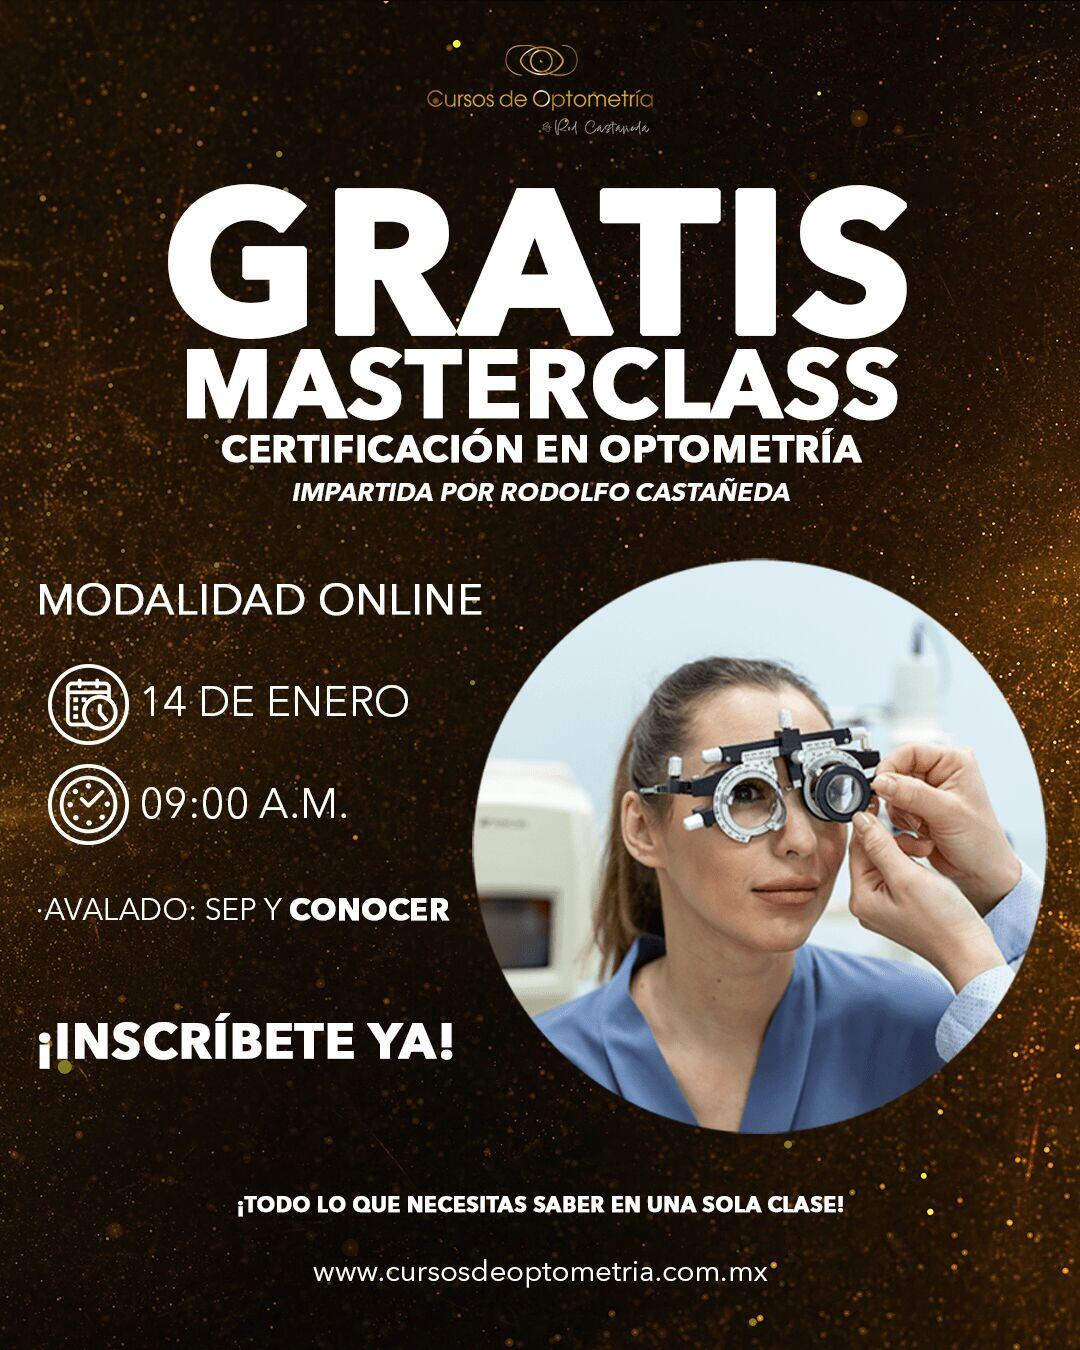 Cursos de Optometría
GRATIS
MASTERCLASS
CERTIFICACIÓN EN OPTOMETRÍA
IMPARTIDA POR RODOLFO CASTAÑEDA
MODALIDAD ONLINE
14 DE ENERO
09:00 A.M.
·AVALADO: SEP Y CONOCER
¡INSCRÍBETE YA!
¡TODO LO QUE NECESITAS SABER EN UNA SOLA CLASE!
www.cursosdeoptometria.com.mx